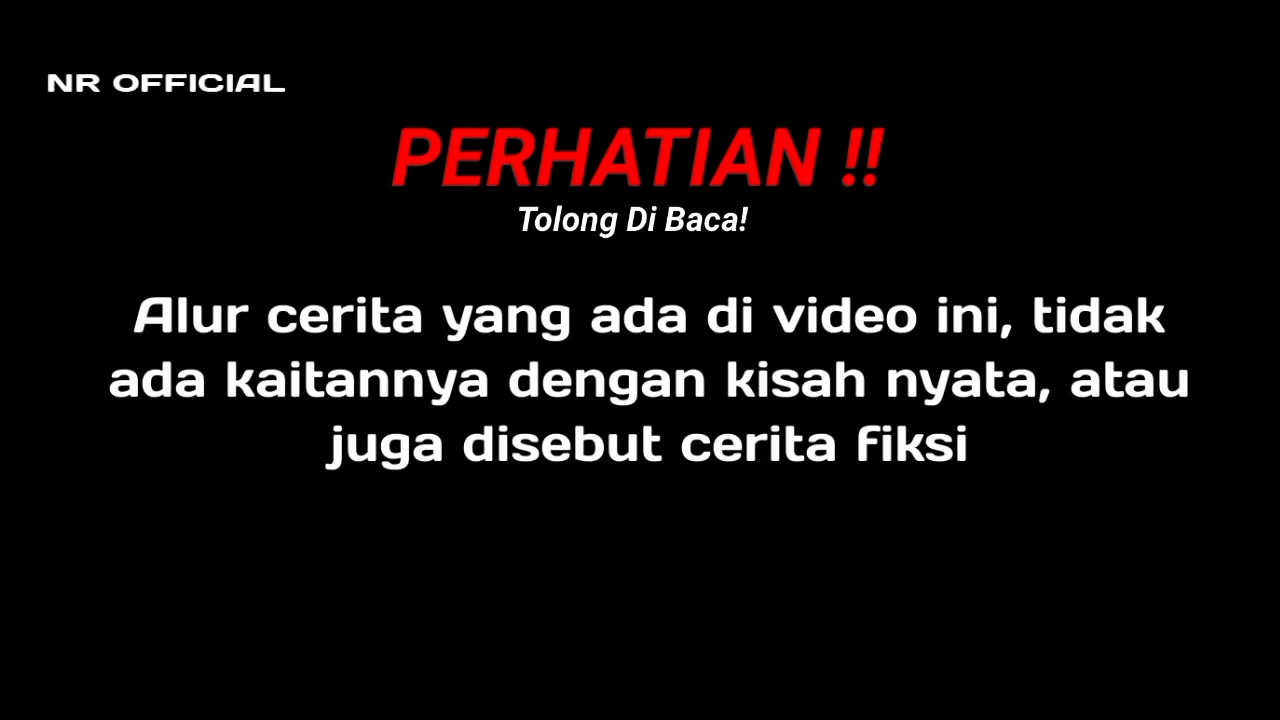 NR OFFICIAL
PERHATIAN !!
Tolong Di Baca!
Alur cerita yang ada di video ini, tidak
ada kaitannya dengan kisah nyata, atau
juga disebut cerita fiksi